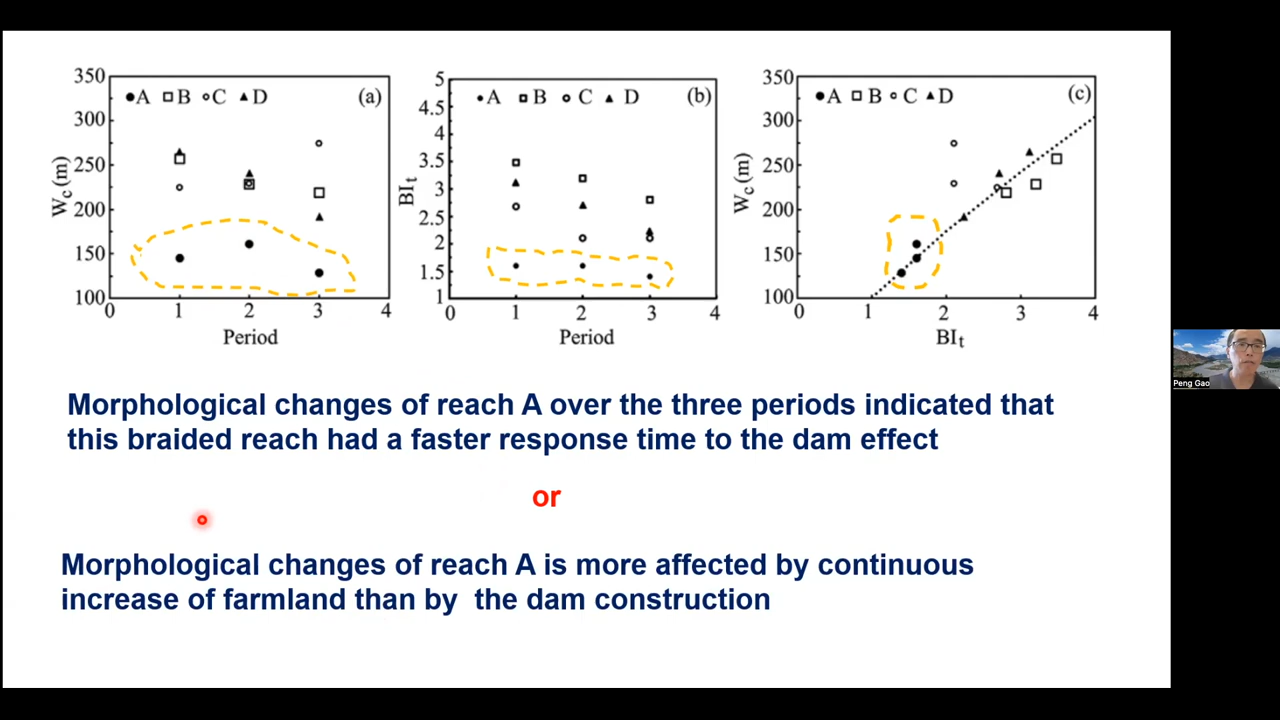 350
300
250
200
150
100
0
1
2
3
4
A B C D
(a)
Wc (m)
Period
5
4.5
4
3.5
3
2.5
2
1.5
1
0
1
2
3
4
A B C D
(b)
BIt
Period
350
300
250
200
150
100
0
1
2
3
4
A B C D
(c)
Wc (m)
BIt
Morphological changes of reach A over the three periods indicated that
this braided reach had a faster response time to the dam effect
or
Morphological changes of reach A is more affected by continuous
increase of farmland than by the dam construction
Peng Gao